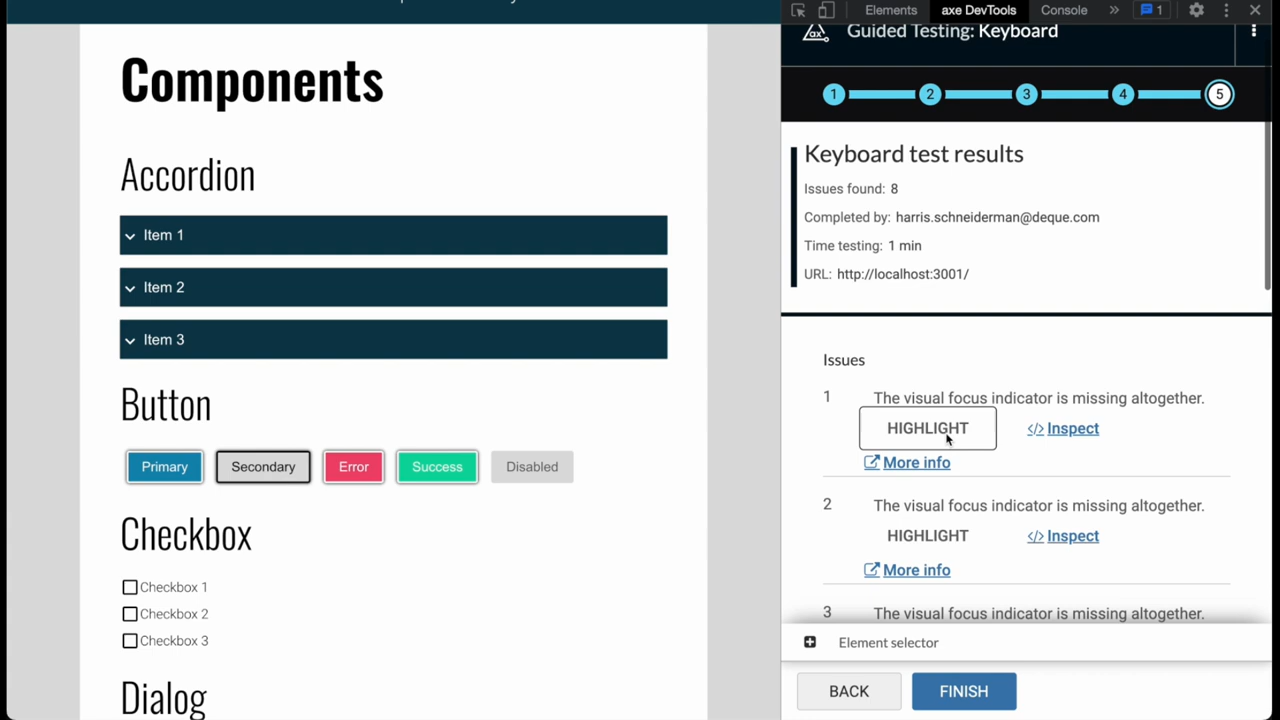 Components
Accordion
Item 1
Item 2
Item 3
Button
Primary Secondary Error Success Disabled
Checkbox
Checkbox 1
Checkbox 2
Checkbox 3
Dialog
Elements axe DevTools Console » 1
ax Guided Testing: Keyboard
1 2 3 4 5
Keyboard test results
Issues found: 8
Completed by: harris.schneiderman@deque.com
Time testing: 1 min
URL: http://localhost:3001/
Issues
1 The visual focus indicator is missing altogether.
HIGHLIGHT </> Inspect
More info
2 The visual focus indicator is missing altogether.
HIGHLIGHT </> Inspect
More info
3 The visual focus indicator is missing altogether.
Element selector
BACK FINISH